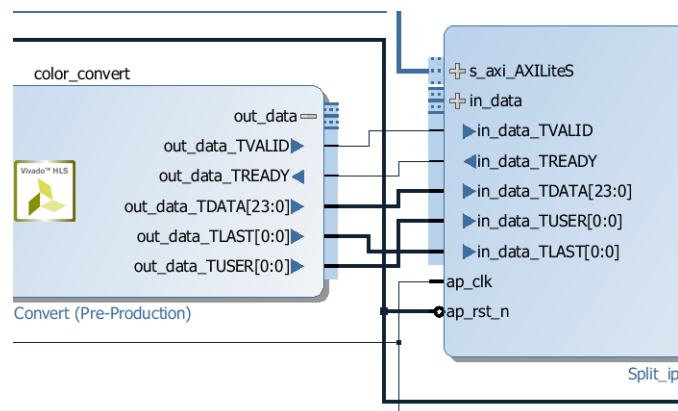 color_convert
out_data
out_data_TVALID
out_data_TREADY
out_data_TDATA[23:0]
out_data_TLAST[0:0]
out_data_TUSER[0:0]
Vivado™ HLS
Convert (Pre-Production)
s_axi_AXILiteS
in_data
in_data_TVALID
in_data_TREADY
in_data_TDATA[23:0]
in_data_TUSER[0:0]
in_data_TLAST[0:0]
ap_clk
ap_rst_n
Split_ip